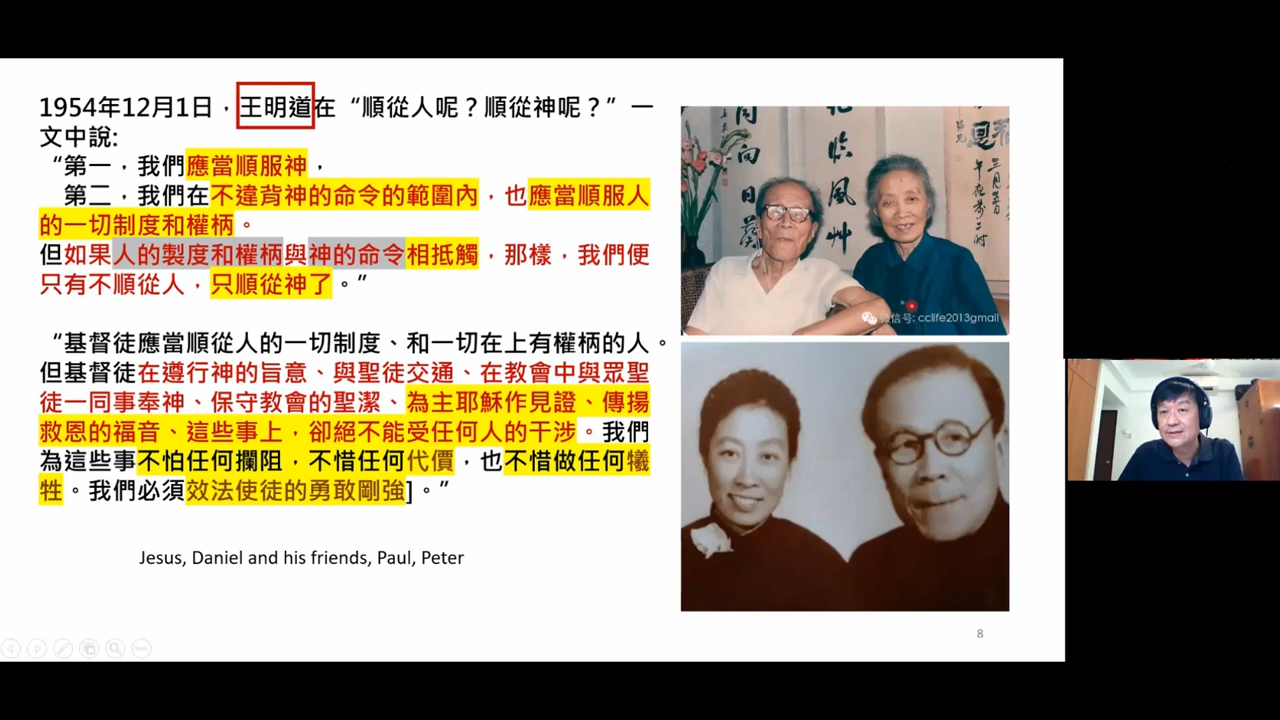 1954年12月1日，王明道在“順從人呢？順從神呢？”一
文中說:
“第一，我們應當順服神，
第二，我們在不違背神的命令的範圍內，也應當順服人
的一切制度和權柄。
但如果人的製度和權柄與神的命令相抵觸，那樣，我們便
只有不順從人，只順從神了。”
“基督徒應當順從人的一切制度、和一切在上有權柄的人。
但基督徒在遵行神的旨意、與聖徒交通、在教會中與眾聖
徒一同事奉神、保守教會的聖潔、為主耶穌作見證、傳揚
救恩的福音、這些事上，卻絕不能受任何人的干涉。我們
為這些事不怕任何攔阻，不惜任何代價，也不惜做任何犧
牲。我們必須效法使徒的勇敢剛強]。”
Jesus, Daniel and his friends, Paul, Peter
向日葵
臨風
三月
微信号: cclife2013gmail
8